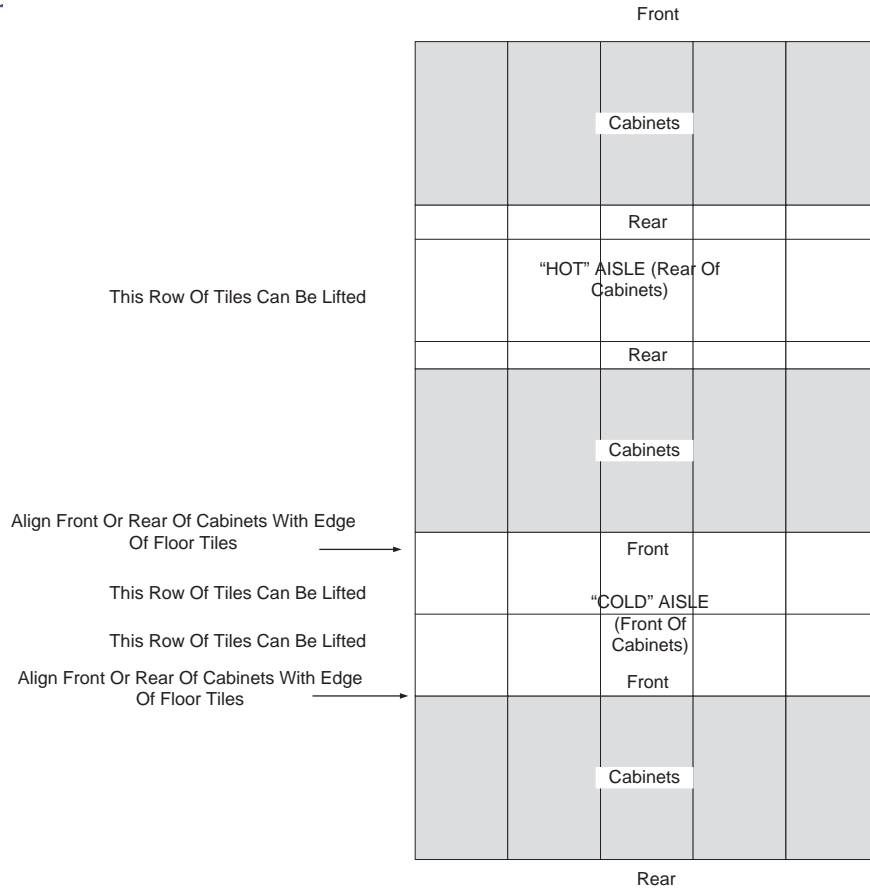 Front
Cabinets
Rear
“HOT” AISLE (Rear Of
Cabinets)
This Row Of Tiles Can Be Lifted
Rear
Cabinets
Align Front Or Rear Of Cabinets With Edge
Of Floor Tiles
Front
This Row Of Tiles Can Be Lifted
“COLD” AISLE
(Front Of
Cabinets)
This Row Of Tiles Can Be Lifted
Align Front Or Rear Of Cabinets With Edge
Of Floor Tiles
Front
Cabinets
Rear